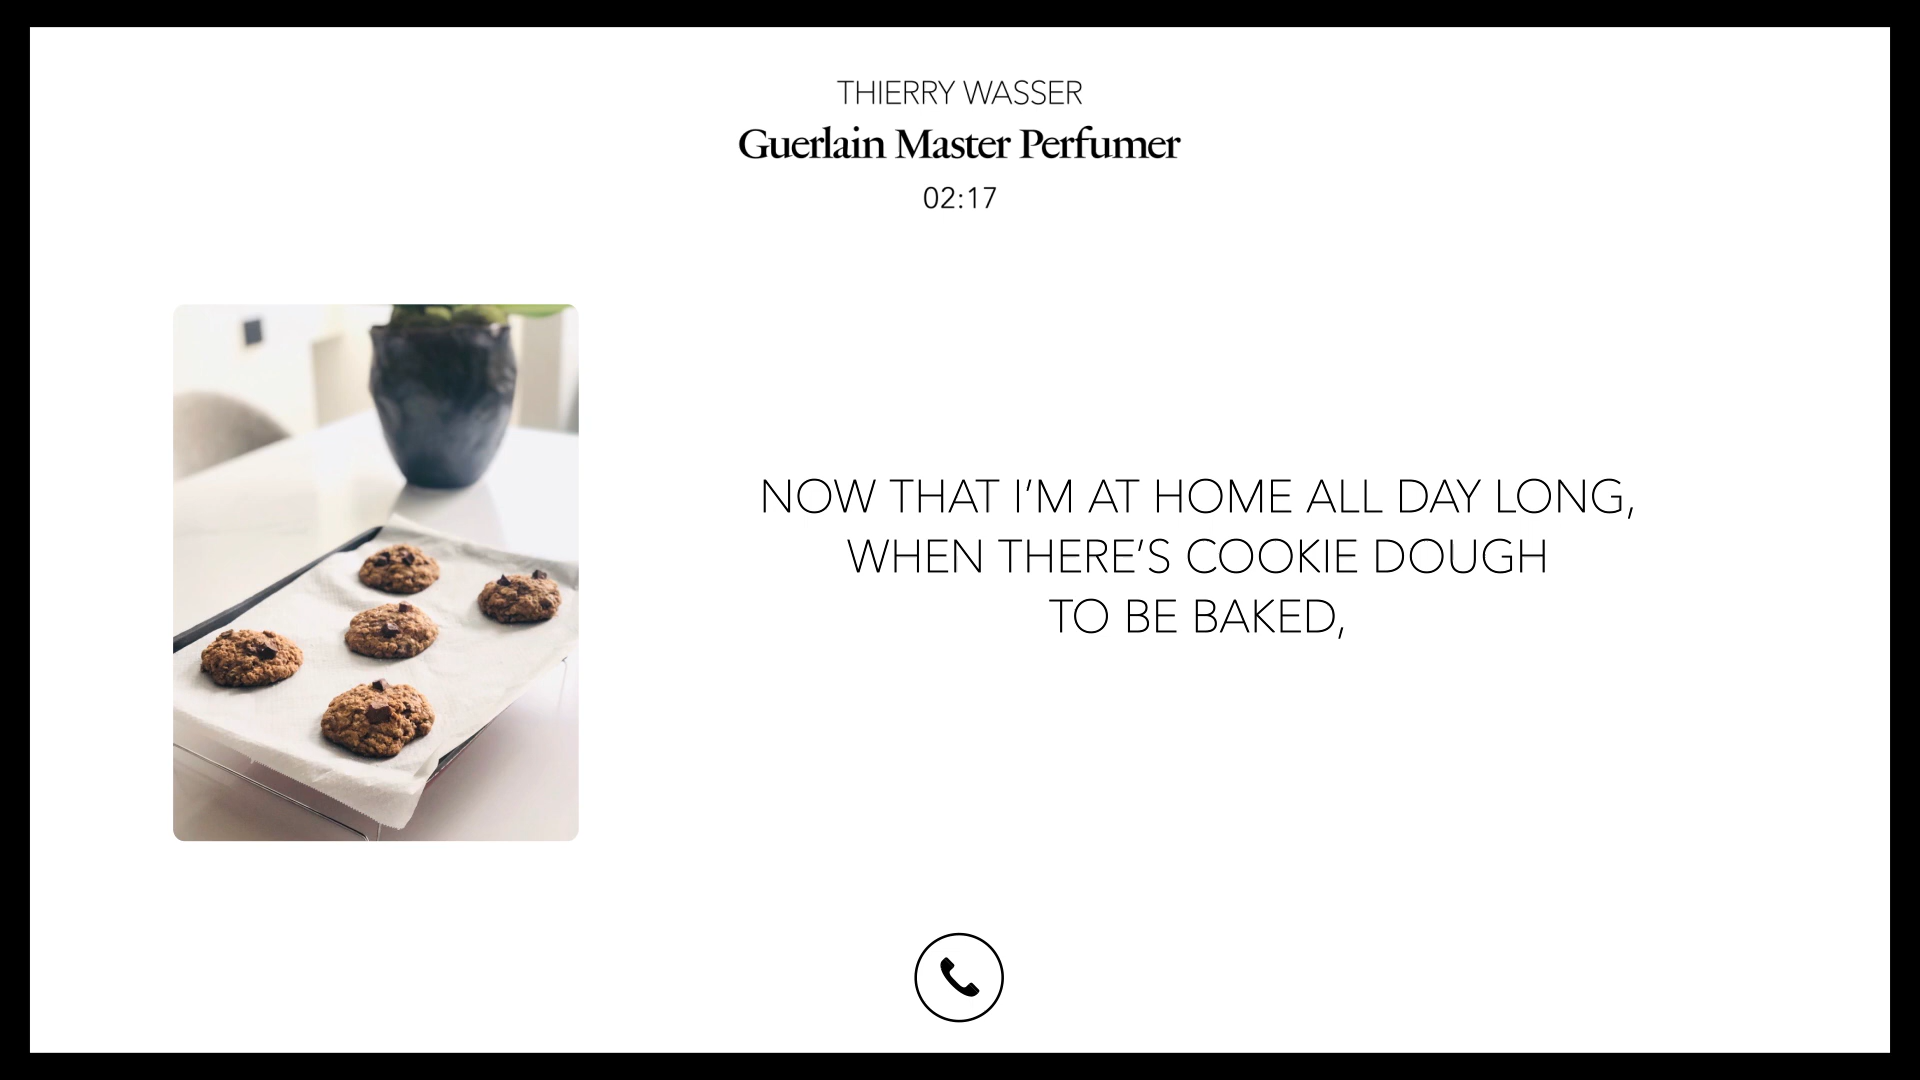 THIERRY WASSER
Guerlain Master Perfumer
02:17
NOW THAT I’M AT HOME ALL DAY LONG,
WHEN THERE’S COOKIE DOUGH
TO BE BAKED,